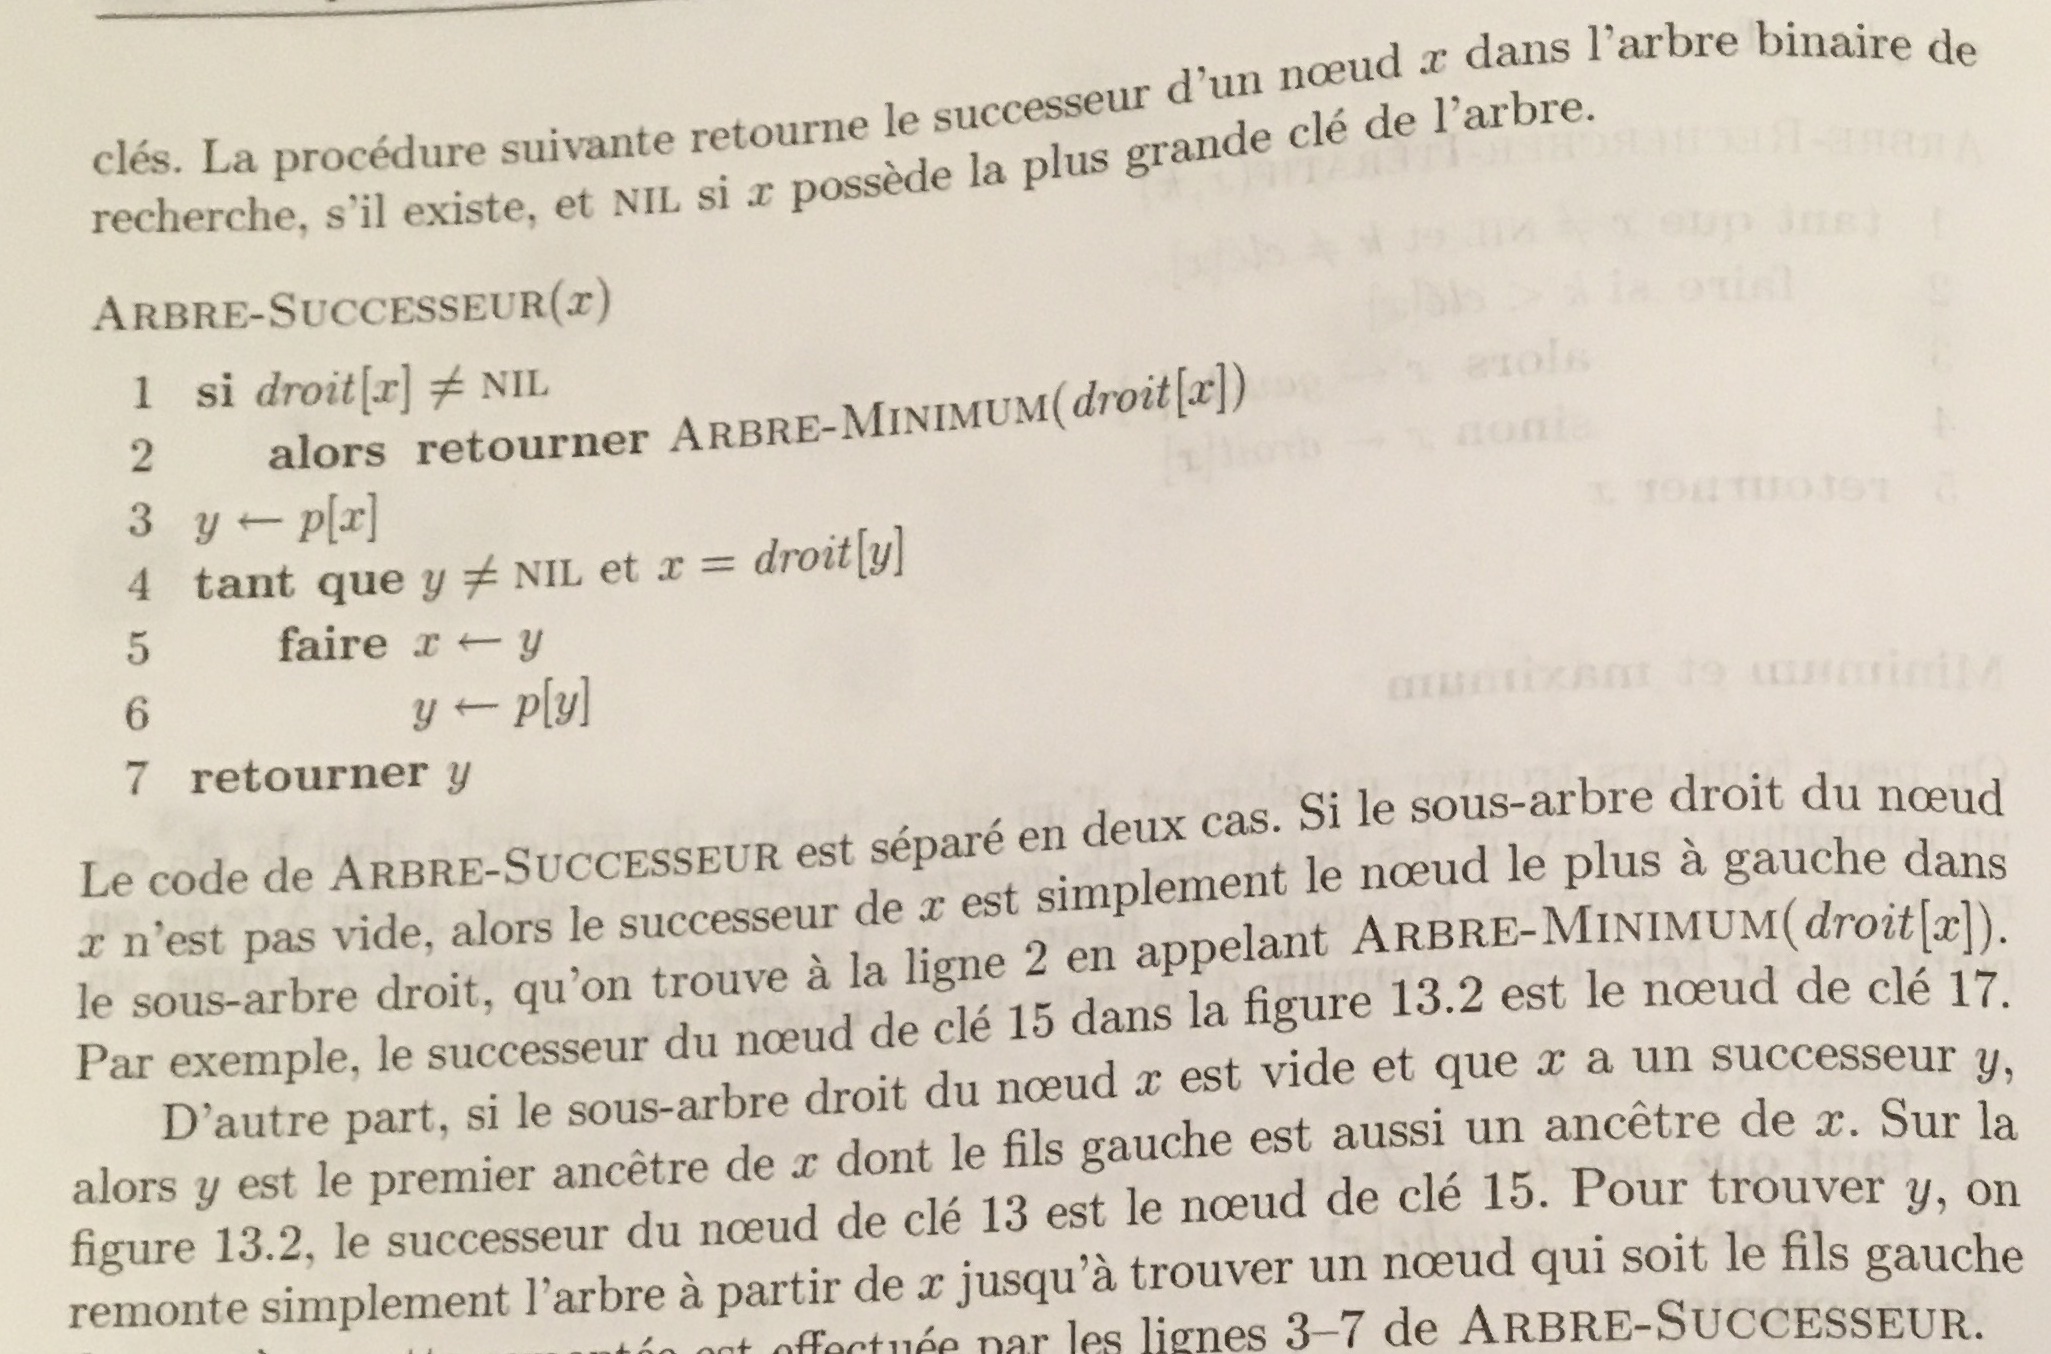 clés. La procédure suivante retourne le successeur d'un nœud x dans l'arbre binaire de
recherche, s'il existe, et NIL si x possède la plus grande clé de l'arbre.
ARBRE-SUCCESSEUR(x)
1 si droit[x] ≠ NIL
2 alors retourner ARBRE-MINIMUM(droit[x])
3 y ← p[x]
4 tant que y ≠ NIL et x = droit[y]
5 faire x ← y
6 y ← p[y]
7 retourner y
Le code de ARBRE-SUCCESSEUR est séparé en deux cas. Si le sous-arbre droit du nœud
x n'est pas vide, alors le successeur de x est simplement le nœud le plus à gauche dans
le sous-arbre droit, qu'on trouve à la ligne 2 en appelant ARBRE-MINIMUM(droit[x]).
Par exemple, le successeur du nœud de clé 15 dans la figure 13.2 est le nœud de clé 17.
D'autre part, si le sous-arbre droit du nœud x est vide et que x a un successeur y,
alors y est le premier ancêtre de x dont le fils gauche est aussi un ancêtre de x. Sur la
figure 13.2, le successeur du nœud de clé 13 est le nœud de clé 15. Pour trouver y, on
remonte simplement l'arbre à partir de x jusqu'à trouver un nœud qui soit le fils gauche
est effectuée par les lignes 3–7 de ARBRE-SUCCESSEUR.